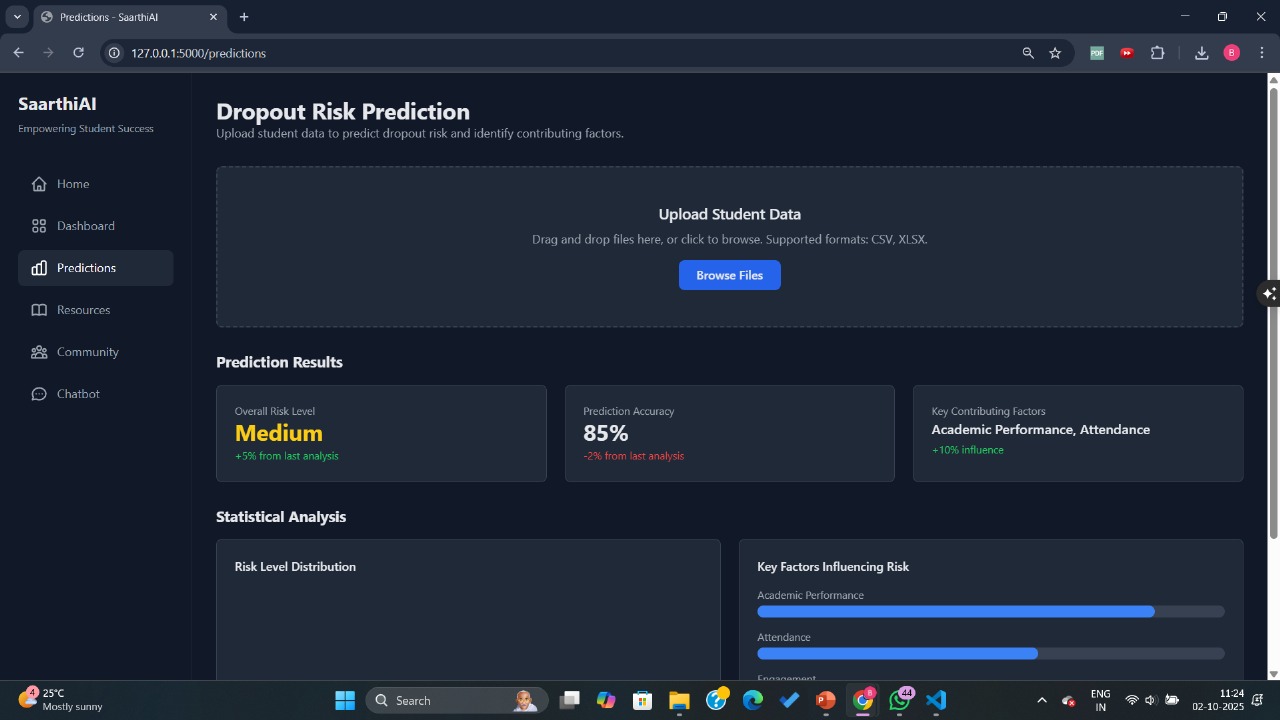 Predictions - SaarthiAI
127.0.0.1:5000/predictions
PDF
B
SaarthiAI
Empowering Student Success
Home
Dashboard
Predictions
Resources
Community
Chatbot
Dropout Risk Prediction
Upload student data to predict dropout risk and identify contributing factors.
Upload Student Data
Drag and drop files here, or click to browse. Supported formats: CSV, XLSX.
Browse Files
Prediction Results
Overall Risk Level
Medium
+5% from last analysis
Prediction Accuracy
85%
-2% from last analysis
Key Contributing Factors
Academic Performance, Attendance
+10% influence
Statistical Analysis
Risk Level Distribution
Key Factors Influencing Risk
Academic Performance
Attendance
Engagement
4
25°C
Mostly sunny
Search
B
44
ENG
IN
11:24
02-10-2025